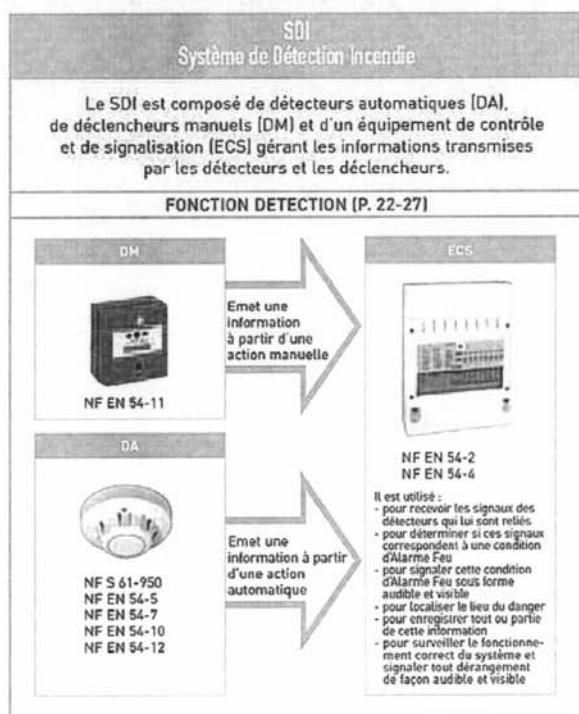 SDI
Système de Détection Incendie
Le SDI est composé de détecteurs automatiques (DA),
de déclencheurs manuels (DM) et d'un équipement de contrôle
et de signalisation (ECS) gérant les informations transmises
par les détecteurs et les déclencheurs.
FONCTION DETECTION (P. 22-27)
DM
NF EN 54-11
Emet une
information
à partir d'une
action manuelle
DA
NF S 61-950
NF EN 54-5
NF EN 54-7
NF EN 54-10
NF EN 54-12
Emet une
information à partir
d'une action
automatique
ECS
NF EN 54-2
NF EN 54-4
Il est utilisé :
- pour recevoir les signaux des
détecteurs qui lui sont reliés
- pour déterminer si ces signaux
correspondent à une condition
d'Alarme Feu
- pour signaler cette condition
d'Alarme Feu sous forme
audible et visible
- pour localiser le lieu du danger
- pour enregistrer tout ou partie
de cette information
- pour surveiller le fonctionne-
ment correct du système et
signaler tout dérangement
de façon audible et visible